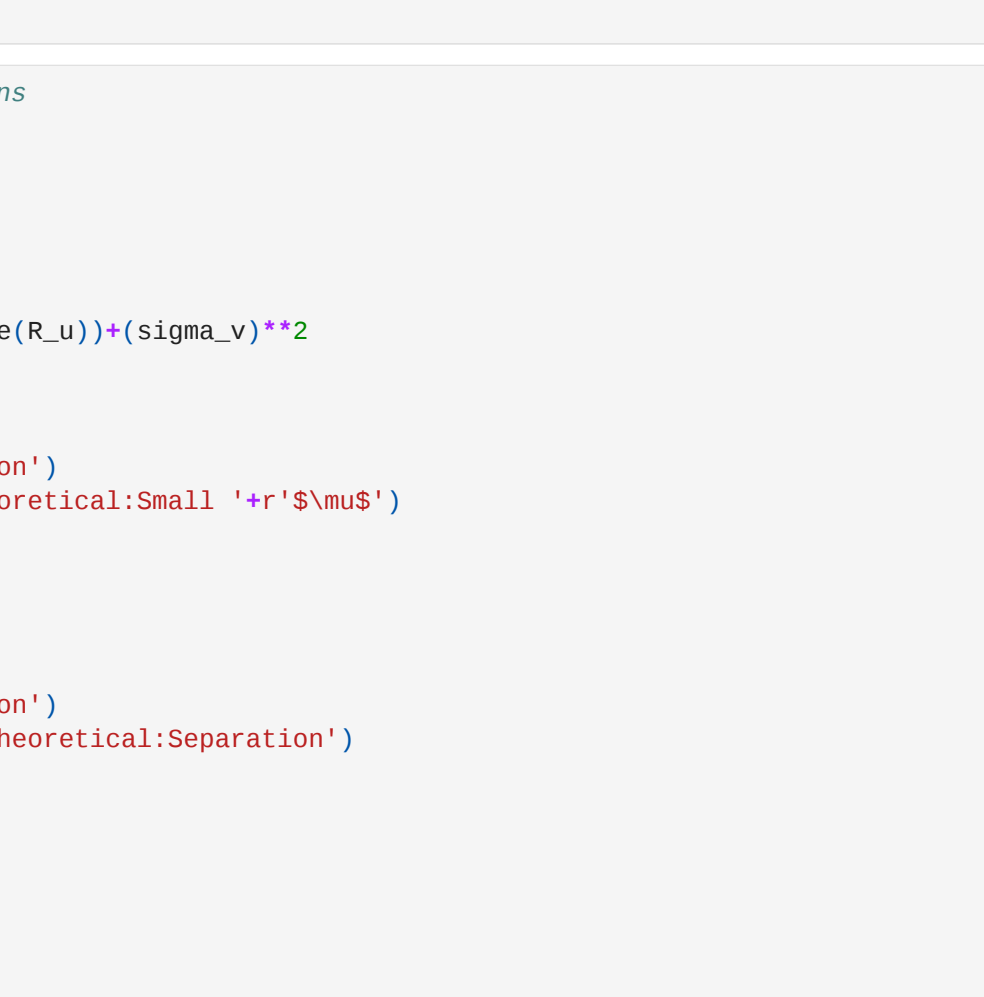 ns
e(R_u))+(sigma_v)**2
on')
oretical:Small '+r'$\mu$')
on')
heoretical:Separation')